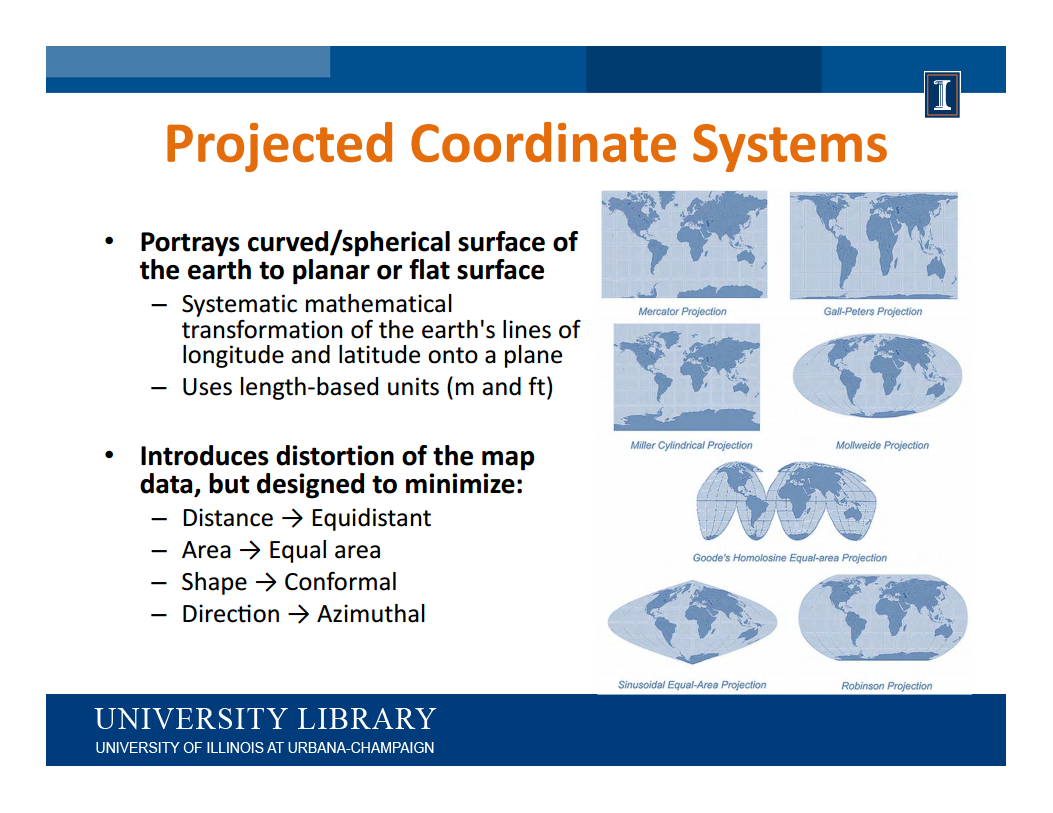 I
Projected Coordinate Systems
• Portrays curved/spherical surface of
the earth to planar or flat surface
– Systematic mathematical
transformation of the earth's lines of
longitude and latitude onto a plane
– Uses length-based units (m and ft)
• Introduces distortion of the map
data, but designed to minimize:
– Distance → Equidistant
– Area → Equal area
– Shape → Conformal
– Direction → Azimuthal
Mercator Projection
Gall-Peters Projection
Miller Cylindrical Projection
Mollweide Projection
Goode's Homolosine Equal-area Projection
Sinusoidal Equal-Area Projection
Robinson Projection
UNIVERSITY LIBRARY
UNIVERSITY OF ILLINOIS AT URBANA-CHAMPAIGN